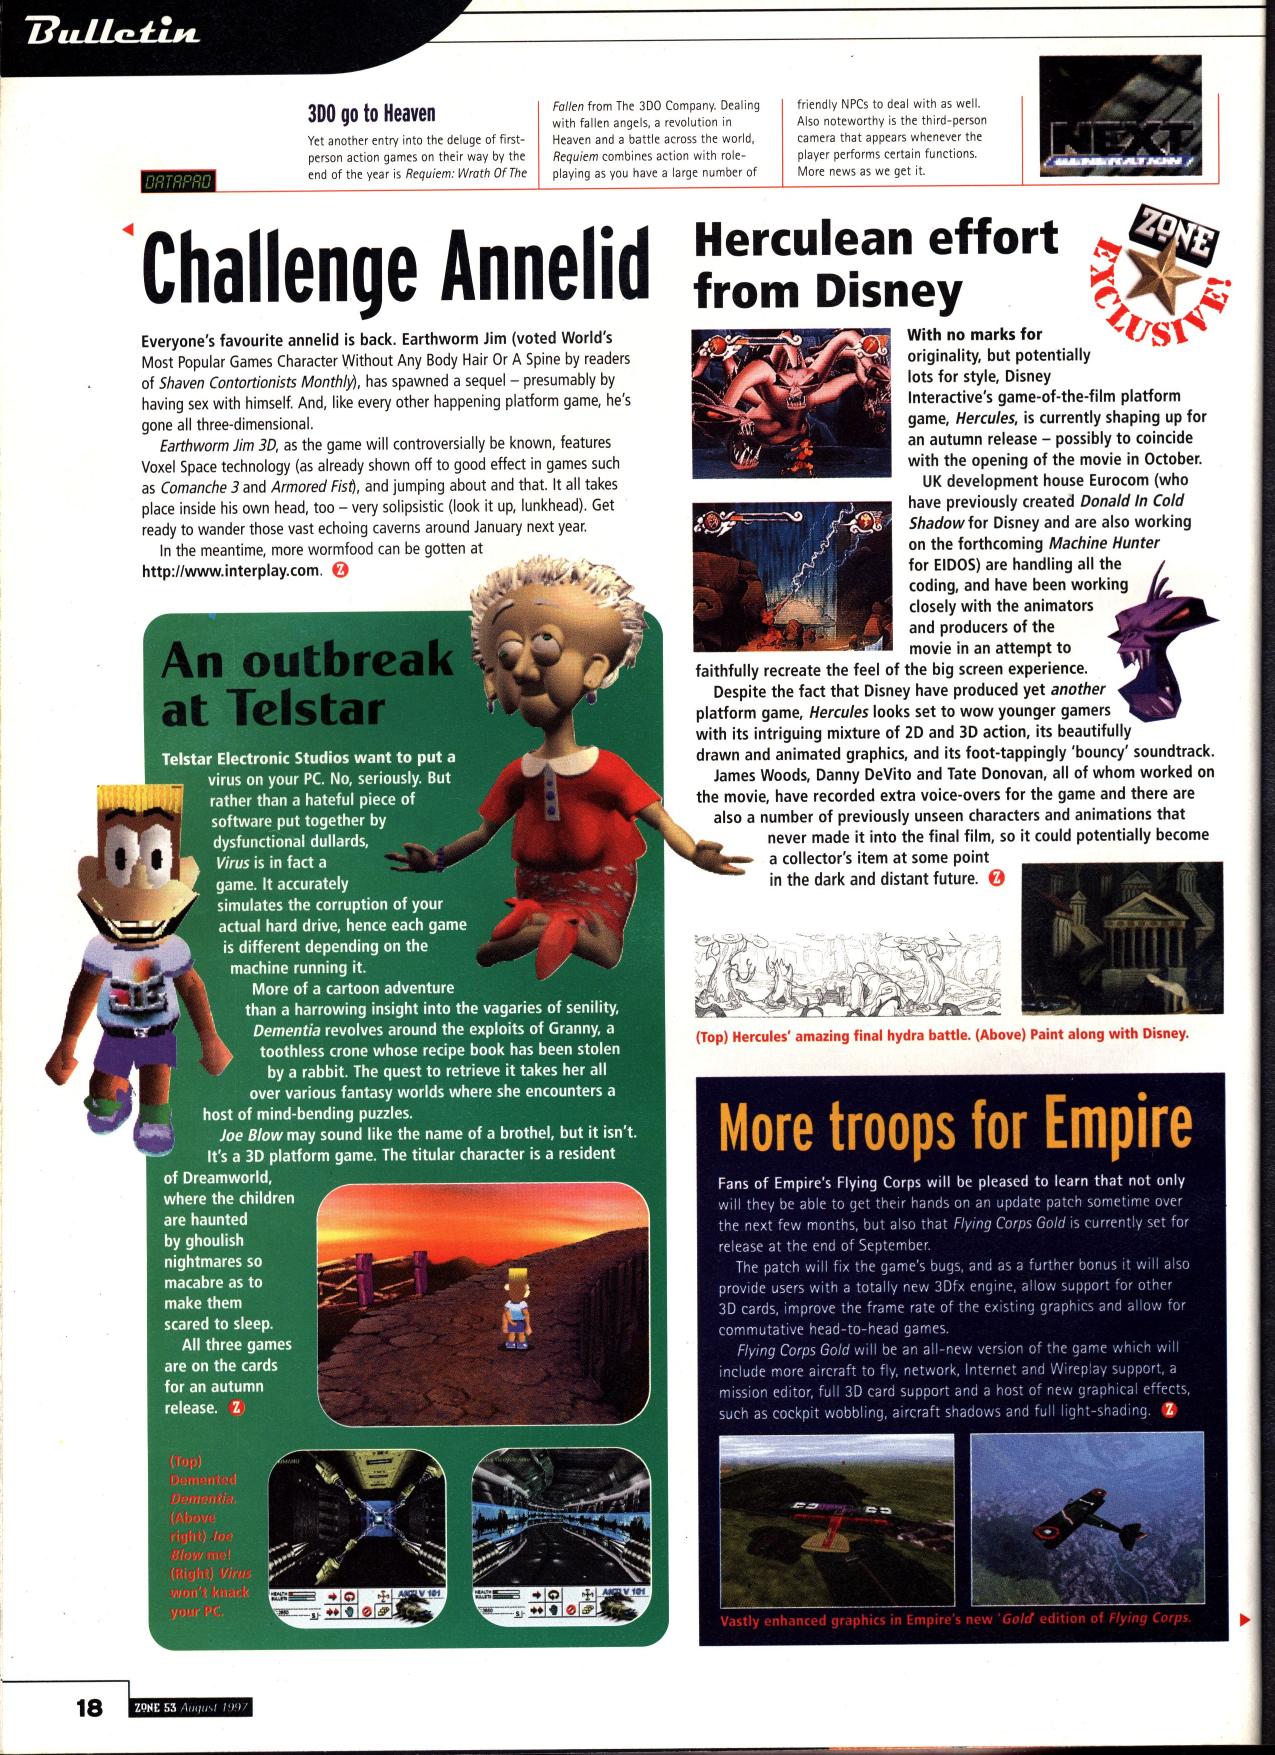 Bulletin
DATAPAD
3DO go to Heaven
Yet another entry into the deluge of first-
person action games on their way by the
end of the year is Requiem: Wrath Of The
Fallen from The 3DO Company. Dealing
with fallen angels, a revolution in
Heaven and a battle across the world,
Requiem combines action with role-
playing as you have a large number of
friendly NPCs to deal with as well.
Also noteworthy is the third-person
camera that appears whenever the
player performs certain functions.
More news as we get it.
NEXT
GENERATION
Challenge Annelid
Everyone's favourite annelid is back. Earthworm Jim (voted World's
Most Popular Games Character Without Any Body Hair Or A Spine by readers
of Shaven Contortionists Monthly), has spawned a sequel – presumably by
having sex with himself. And, like every other happening platform game, he's
gone all three-dimensional.
Earthworm Jim 3D, as the game will controversially be known, features
Voxel Space technology (as already shown off to good effect in games such
as Comanche 3 and Armored Fist), and jumping about and that. It all takes
place inside his own head, too – very solipsistic (look it up, lunkhead). Get
ready to wander those vast echoing caverns around January next year.
In the meantime, more wormfood can be gotten at
http://www.interplay.com. Z
An outbreak
at Telstar
Telstar Electronic Studios want to put a
virus on your PC. No, seriously. But
rather than a hateful piece of
software put together by
dysfunctional dullards,
Virus is in fact a
game. It accurately
simulates the corruption of your
actual hard drive, hence each game
is different depending on the
machine running it.
More of a cartoon adventure
than a harrowing insight into the vagaries of senility,
Dementia revolves around the exploits of Granny, a
toothless crone whose recipe book has been stolen
by a rabbit. The quest to retrieve it takes her all
over various fantasy worlds where she encounters a
host of mind-bending puzzles.
Joe Blow may sound like the name of a brothel, but it isn't.
It's a 3D platform game. The titular character is a resident
of Dreamworld,
where the children
are haunted
by ghoulish
nightmares so
macabre as to
make them
scared to sleep.
All three games
are on the cards
for an autumn
release. Z
(Top)
Demented
Dementia.
(Above
right) Joe
Blow me!
(Right) Virus
won't knack
your PC.
HEALTH
BULLETS
ANTI V 101
HEALTH
BULLETS
ANTI V 101
Herculean effort
from Disney
ZONE
EXCLUSIVE!
With no marks for
originality, but potentially
lots for style, Disney
Interactive's game-of-the-film platform
game, Hercules, is currently shaping up for
an autumn release – possibly to coincide
with the opening of the movie in October.
UK development house Eurocom (who
have previously created Donald In Cold
Shadow for Disney and are also working
on the forthcoming Machine Hunter
for EIDOS) are handling all the
coding, and have been working
closely with the animators
and producers of the
movie in an attempt to
faithfully recreate the feel of the big screen experience.
Despite the fact that Disney have produced yet another
platform game, Hercules looks set to wow younger gamers
with its intriguing mixture of 2D and 3D action, its beautifully
drawn and animated graphics, and its foot-tappingly 'bouncy' soundtrack.
James Woods, Danny DeVito and Tate Donovan, all of whom worked on
the movie, have recorded extra voice-overs for the game and there are
also a number of previously unseen characters and animations that
never made it into the final film, so it could potentially become
a collector's item at some point
in the dark and distant future. Z
(Top) Hercules' amazing final hydra battle. (Above) Paint along with Disney.
More troops for Empire
Fans of Empire's Flying Corps will be pleased to learn that not only
will they be able to get their hands on an update patch sometime over
the next few months, but also that Flying Corps Gold is currently set for
release at the end of September.
The patch will fix the game's bugs, and as a further bonus it will also
provide users with a totally new 3Dfx engine, allow support for other
3D cards, improve the frame rate of the existing graphics and allow for
commutative head-to-head games.
Flying Corps Gold will be an all-new version of the game which will
include more aircraft to fly, network, Internet and Wireplay support, a
mission editor, full 3D card support and a host of new graphical effects,
such as cockpit wobbling, aircraft shadows and full light-shading. Z
Vastly enhanced graphics in Empire's new 'Gold' edition of Flying Corps.
18
ZONE 53 August 1997